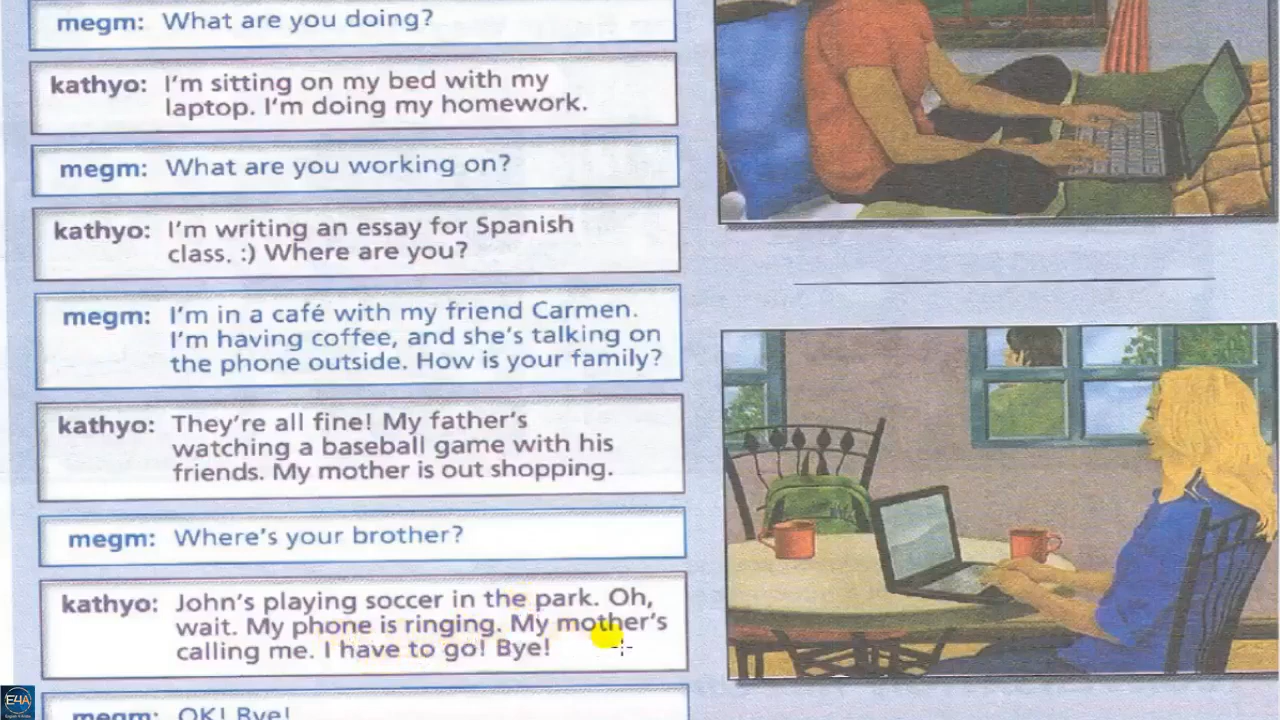 megm: What are you doing?
kathyo: I'm sitting on my bed with my
laptop. I'm doing my homework.
megm: What are you working on?
kathyo: I'm writing an essay for Spanish
class. :) Where are you?
megm: I'm in a café with my friend Carmen.
I'm having coffee, and she's talking on
the phone outside. How is your family?
kathyo: They're all fine! My father's
watching a baseball game with his
friends. My mother is out shopping.
megm: Where's your brother?
kathyo: John's playing soccer in the park. Oh,
wait. My phone is ringing. My mother's
calling me. I have to go! Bye!
megm: OK! Bye!
E4A